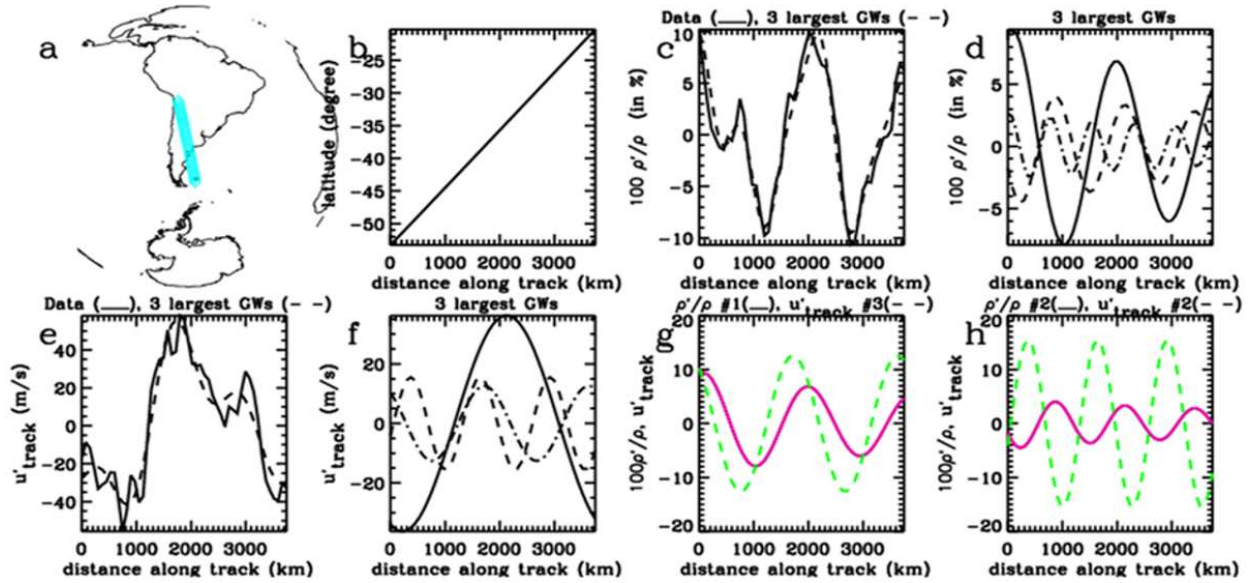 a
b
latitude (degree)
-25
-30
-35
-40
-45
-50
0 1000 2000 3000
distance along track (km)
Data (__), 3 largest GWs (- -)
c
100 ρ'/ρ (in %)
10
5
0
-5
-10
0 1000 2000 3000
distance along track (km)
3 largest GWs
d
100 ρ'/ρ (in %)
5
0
-5
0 1000 2000 3000
distance along track (km)
Data (__), 3 largest GWs (- -)
e
u'track (m/s)
40
20
0
-20
-40
0 1000 2000 3000
distance along track (km)
3 largest GWs
f
u'track (m/s)
20
0
-20
0 1000 2000 3000
distance along track (km)
ρ'/ρ #1(__), u'track #3(- -)
g
100ρ'/ρ, u'track
20
10
0
-10
-20
0 1000 2000 3000
distance along track (km)
ρ'/ρ #2(__), u'track #2(- -)
h
100ρ'/ρ, u'track
20
10
0
-10
-20
0 1000 2000 3000
distance along track (km)